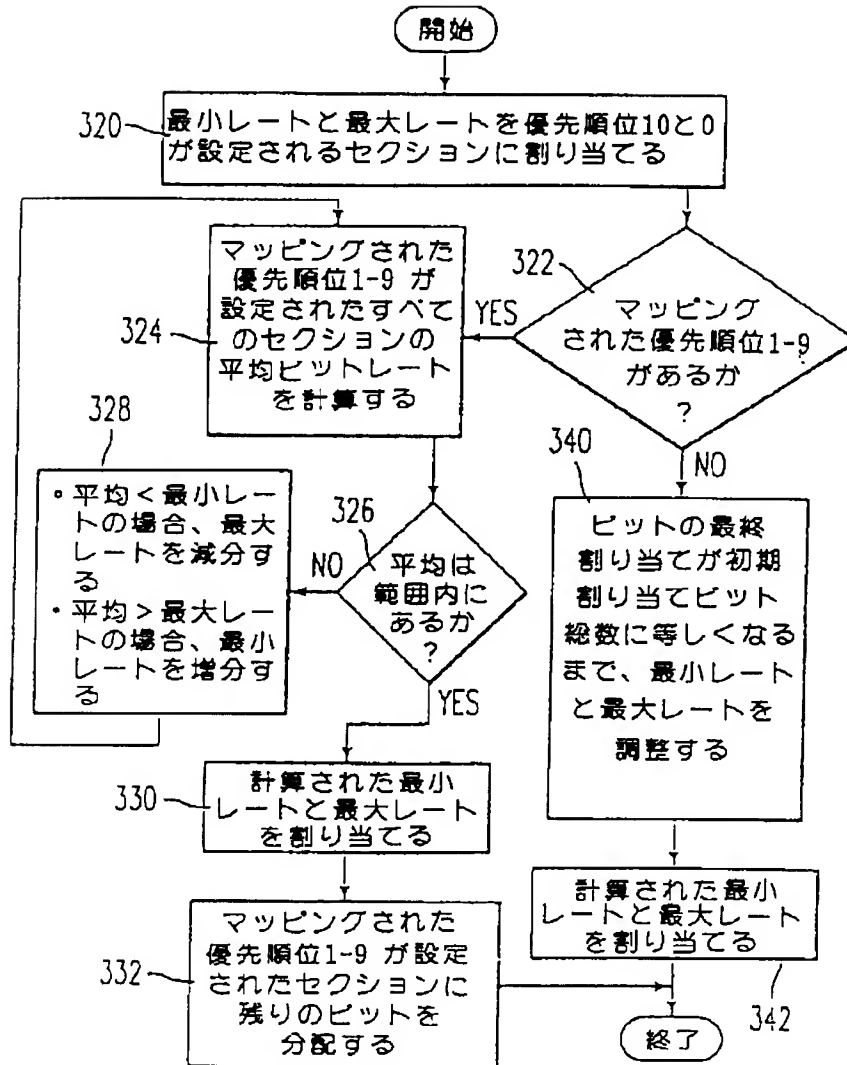 開始
320
最小レートと最大レートを優先順位10と0
が設定されるセクションに割り当てる
322
マッピング
された優先順位1-9
があるか
?
YES
NO
324
マッピングされた
優先順位1-9 が
設定されたすべて
のセクションの
平均ビットレート
を計算する
326
平均は
範囲内に
あるか
?
NO
YES
328
• 平均<最小レー
トの場合、最大
レートを減分す
る
• 平均>最大レー
トの場合、最小
レートを増分す
る
330
計算された最小
レートと最大レート
を割り当てる
332
マッピングされた
優先順位1-9 が設定
されたセクションに
残りのビットを
分配する
340
ビットの最終
割り当てが初期
割り当てビット
総数に等しくなる
まで、最小レート
と最大レートを
調整する
計算された最小
レートと最大レート
を割り当てる
342
終了